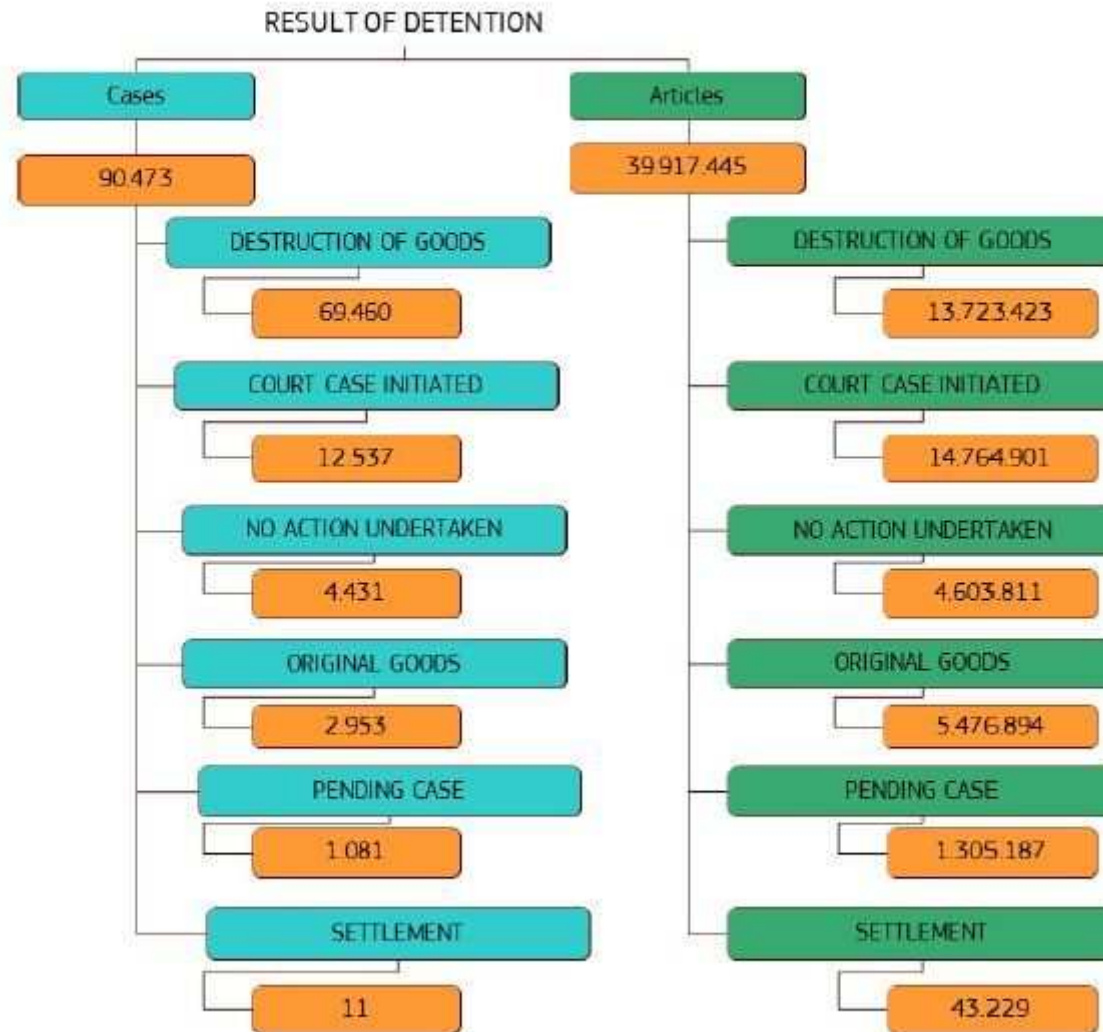 RESULT OF DETENTION
Cases
90.473
DESTRUCTION OF GOODS
69.460
COURT CASE INITIATED
12.537
NO ACTION UNDERTAKEN
4.431
ORIGINAL GOODS
2.953
PENDING CASE
1.081
SETTLEMENT
11
Articles
39.917.445
DESTRUCTION OF GOODS
13.723.423
COURT CASE INITIATED
14.764.901
NO ACTION UNDERTAKEN
4.603.811
ORIGINAL GOODS
5.476.894
PENDING CASE
1.305.187
SETTLEMENT
43.229